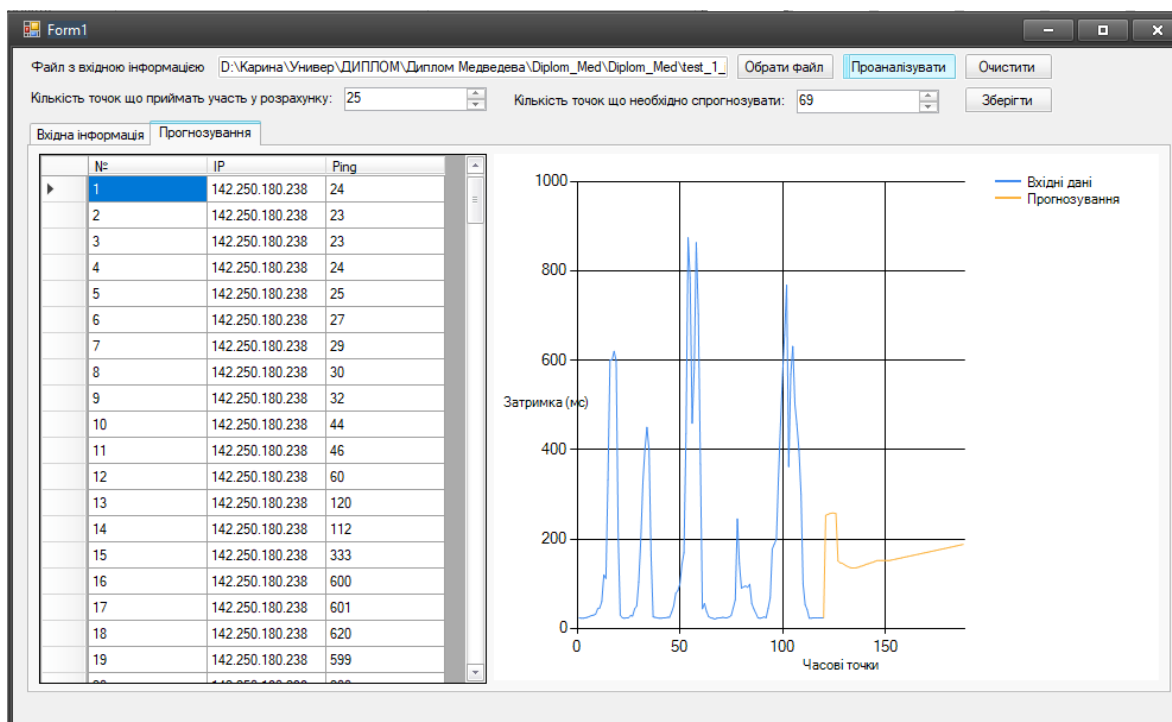 Form1
Файл з вхідною інформацією D:\Карина\Универ\ДИПЛОМ\Диплом Медведева\Diplom_Med\Diplom_Med\test_1_ Обрати файл Проаналізувати Очистити
Кількість точок що приймать участь у розрахунку: 25 Кількість точок що необхідно спрогнозувати: 69 Зберігти
Вхідна інформація Прогнозування
№ IP Ping
1 142.250.180.238 24
2 142.250.180.238 23
3 142.250.180.238 23
4 142.250.180.238 24
5 142.250.180.238 25
6 142.250.180.238 27
7 142.250.180.238 29
8 142.250.180.238 30
9 142.250.180.238 32
10 142.250.180.238 44
11 142.250.180.238 46
12 142.250.180.238 60
13 142.250.180.238 120
14 142.250.180.238 112
15 142.250.180.238 333
16 142.250.180.238 600
17 142.250.180.238 601
18 142.250.180.238 620
19 142.250.180.238 599
1000
800
600
Затримка (мс)
400
200
0
0 50 100 150
Часові точки
Вхідні дані
Прогнозування